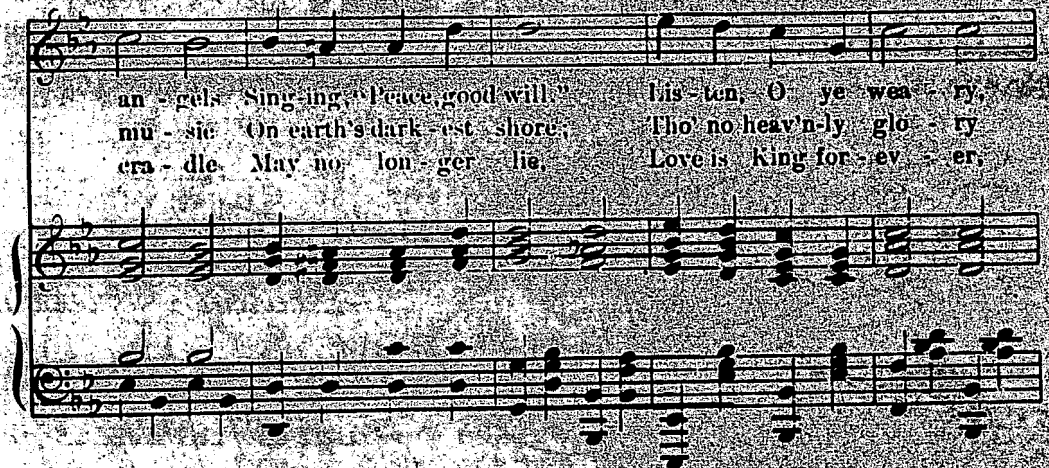 an - gels Sing-ing, "Peace, good will." Lis - ten, O ye wea - ry,
mu - sic On earth's dark - est shore; Tho' no heav'n-ly glo - ry
cra - dle May no lon - ger lie, Love is King for - ev - er,